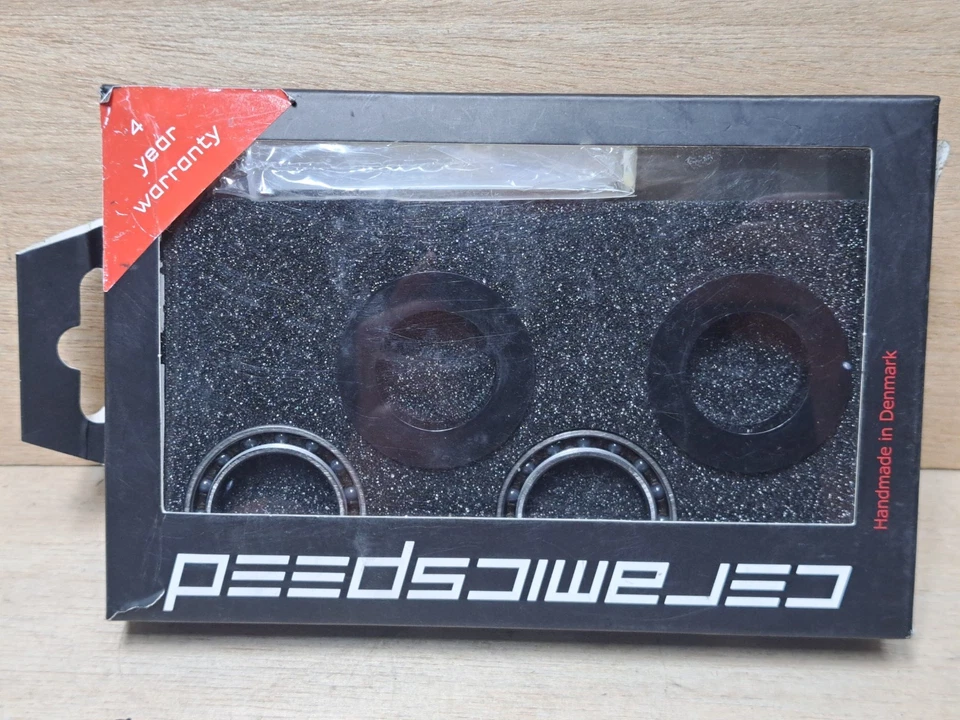 4
year
warranty
Handmade in Denmark
ceramicspeed